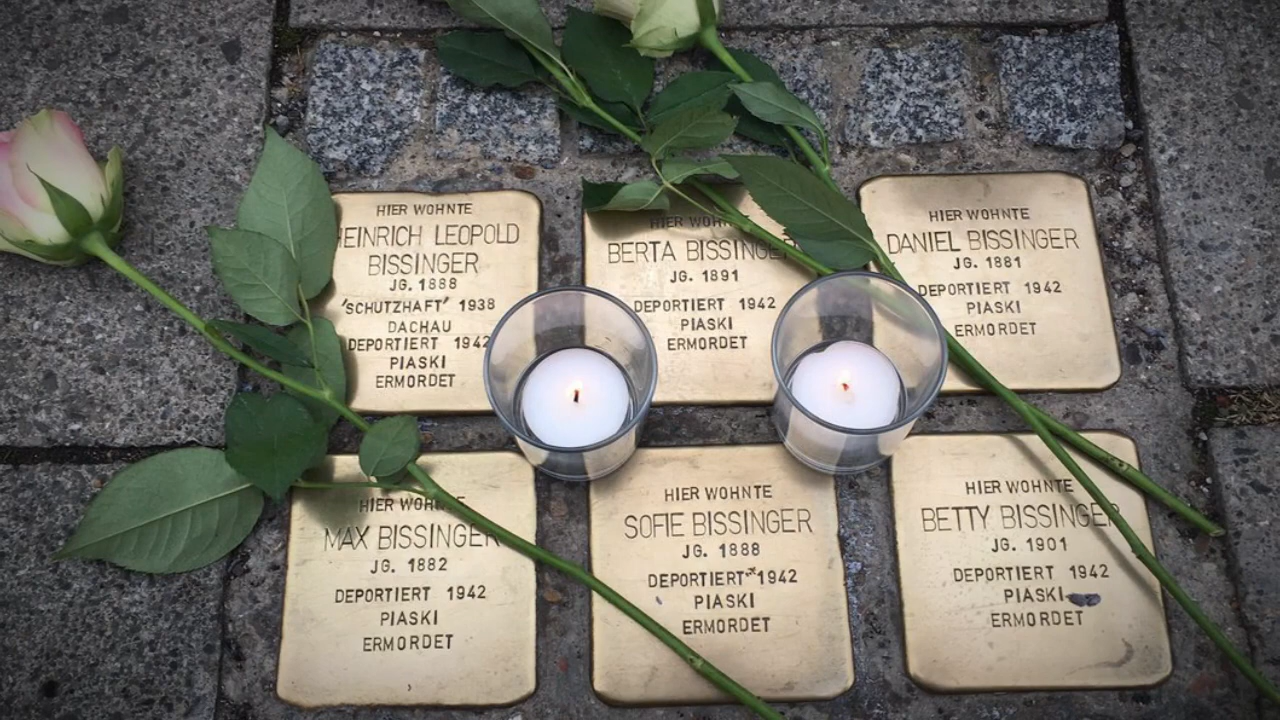 HIER WOHNTE
HEINRICH LEOPOLD
BISSINGER
JG. 1888
'SCHUTZHAFT' 1938
DACHAU
DEPORTIERT 1942
PIASKI
ERMORDET
HIER WOHNTE
BERTA BISSINGER
JG. 1891
DEPORTIERT 1942
PIASKI
ERMORDET
HIER WOHNTE
DANIEL BISSINGER
JG. 1881
DEPORTIERT 1942
PIASKI
ERMORDET
HIER WOHNTE
MAX BISSINGER
JG. 1882
DEPORTIERT 1942
PIASKI
ERMORDET
HIER WOHNTE
SOFIE BISSINGER
JG. 1888
DEPORTIERT 1942
PIASKI
ERMORDET
HIER WOHNTE
BETTY BISSINGER
JG. 1901
DEPORTIERT 1942
PIASKI
ERMORDET